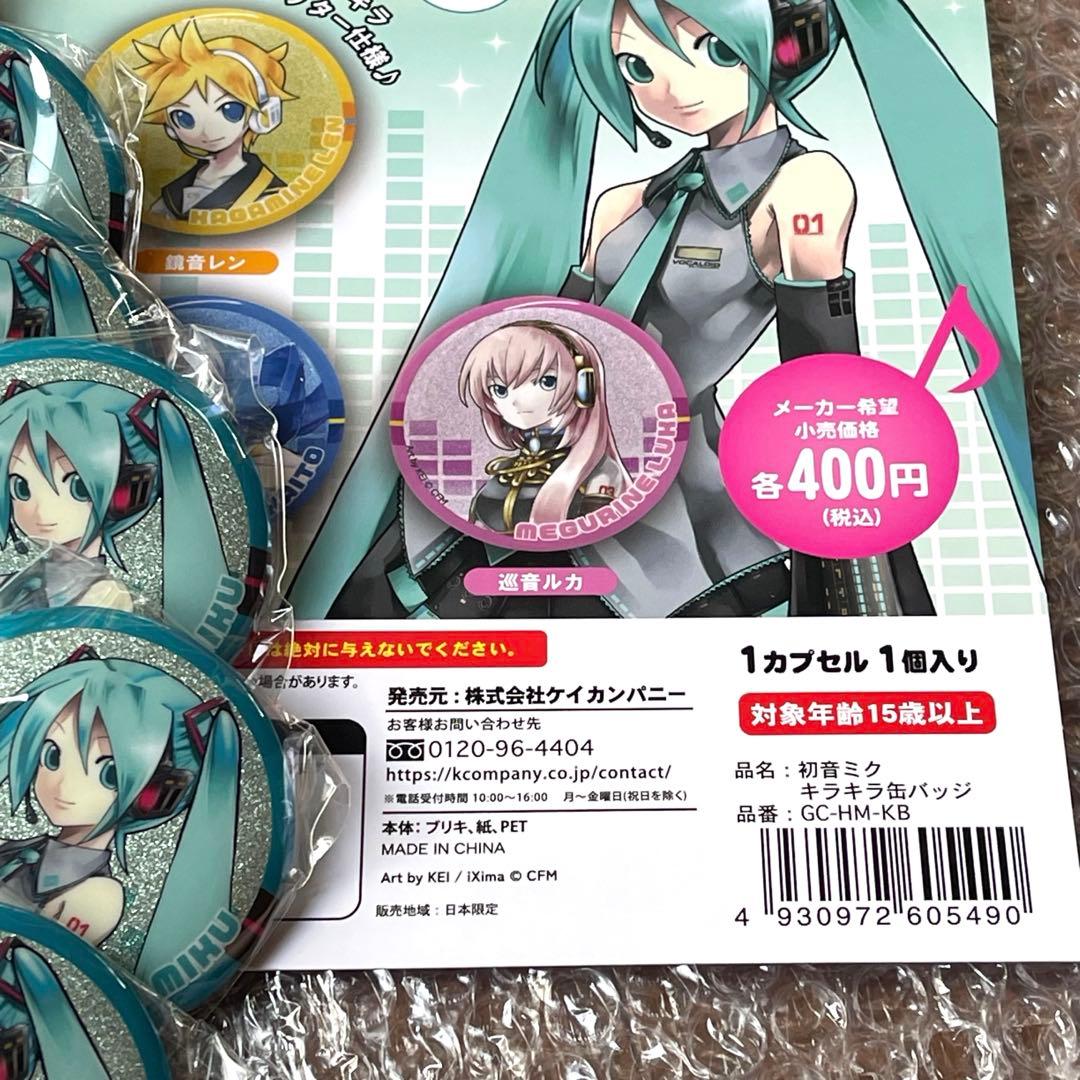 キラ
ター仕様♪
KAGAMINE LEN
鏡音レン
01
VOCALOID
Art by KEI © CFM
03
MEGURINE LUKA
巡音ルカ
メーカー希望
小売価格
各400円
(税込)
ITO
MIKU
01
MIKU
は絶対に与えないでください。
場合があります。
発売元:株式会社ケイカンパニー
お客様お問い合わせ先
0120-96-4404
https://kcompany.co.jp/contact/
※電話受付時間 10:00〜16:00 月〜金曜日(祝日を除く)
本体: ブリキ、紙、PET
MADE IN CHINA
Art by KEI / iXima © CFM
販売地域:日本限定
1カプセル 1個入り
対象年齢15歳以上
品名: 初音ミク
キラキラ缶バッジ
品番: GC-HM-KB
4 930972 605490